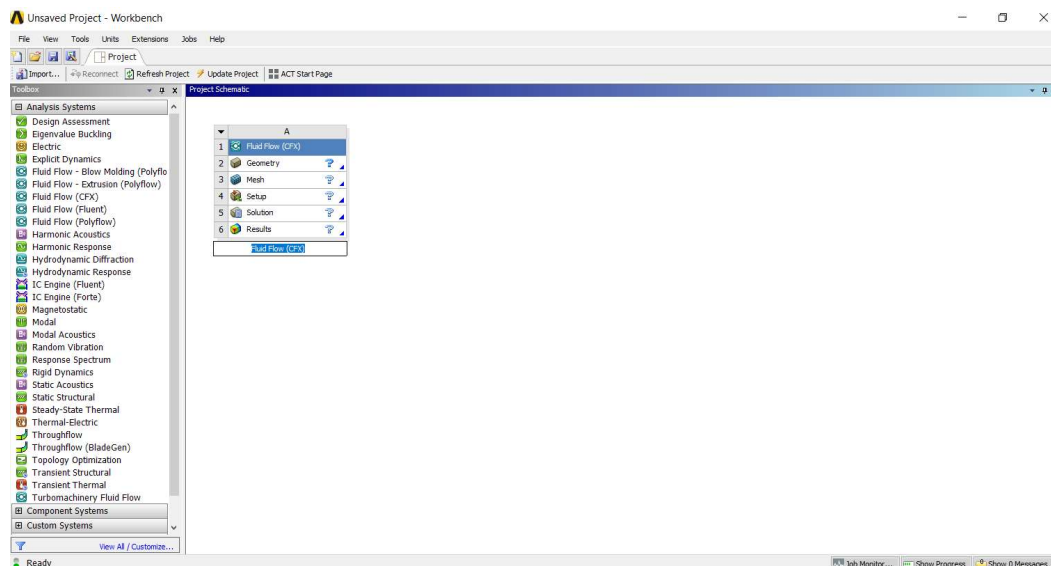 Unsaved Project - Workbench
File View Tools Units Extensions Jobs Help
Project
Import... Reconnect Refresh Project Update Project ACT Start Page
Toolbox
Project Schematic
Analysis Systems
Design Assessment
Eigenvalue Buckling
Electric
Explicit Dynamics
Fluid Flow - Blow Molding (Polyflo
Fluid Flow - Extrusion (Polyflow)
Fluid Flow (CFX)
Fluid Flow (Fluent)
Fluid Flow (Polyflow)
Harmonic Acoustics
Harmonic Response
Hydrodynamic Diffraction
Hydrodynamic Response
IC Engine (Fluent)
IC Engine (Forte)
Magnetostatic
Modal
Modal Acoustics
Random Vibration
Response Spectrum
Rigid Dynamics
Static Acoustics
Static Structural
Steady-State Thermal
Thermal-Electric
Throughflow
Throughflow (BladeGen)
Topology Optimization
Transient Structural
Transient Thermal
Turbomachinery Fluid Flow
Component Systems
Custom Systems
View All / Customize...
A
1 Fluid Flow (CFX)
2 Geometry ?
3 Mesh ?
4 Setup ?
5 Solution ?
6 Results ?
Fluid Flow (CFX)
Ready
Job Monitor... Show Progress Show 0 Messages